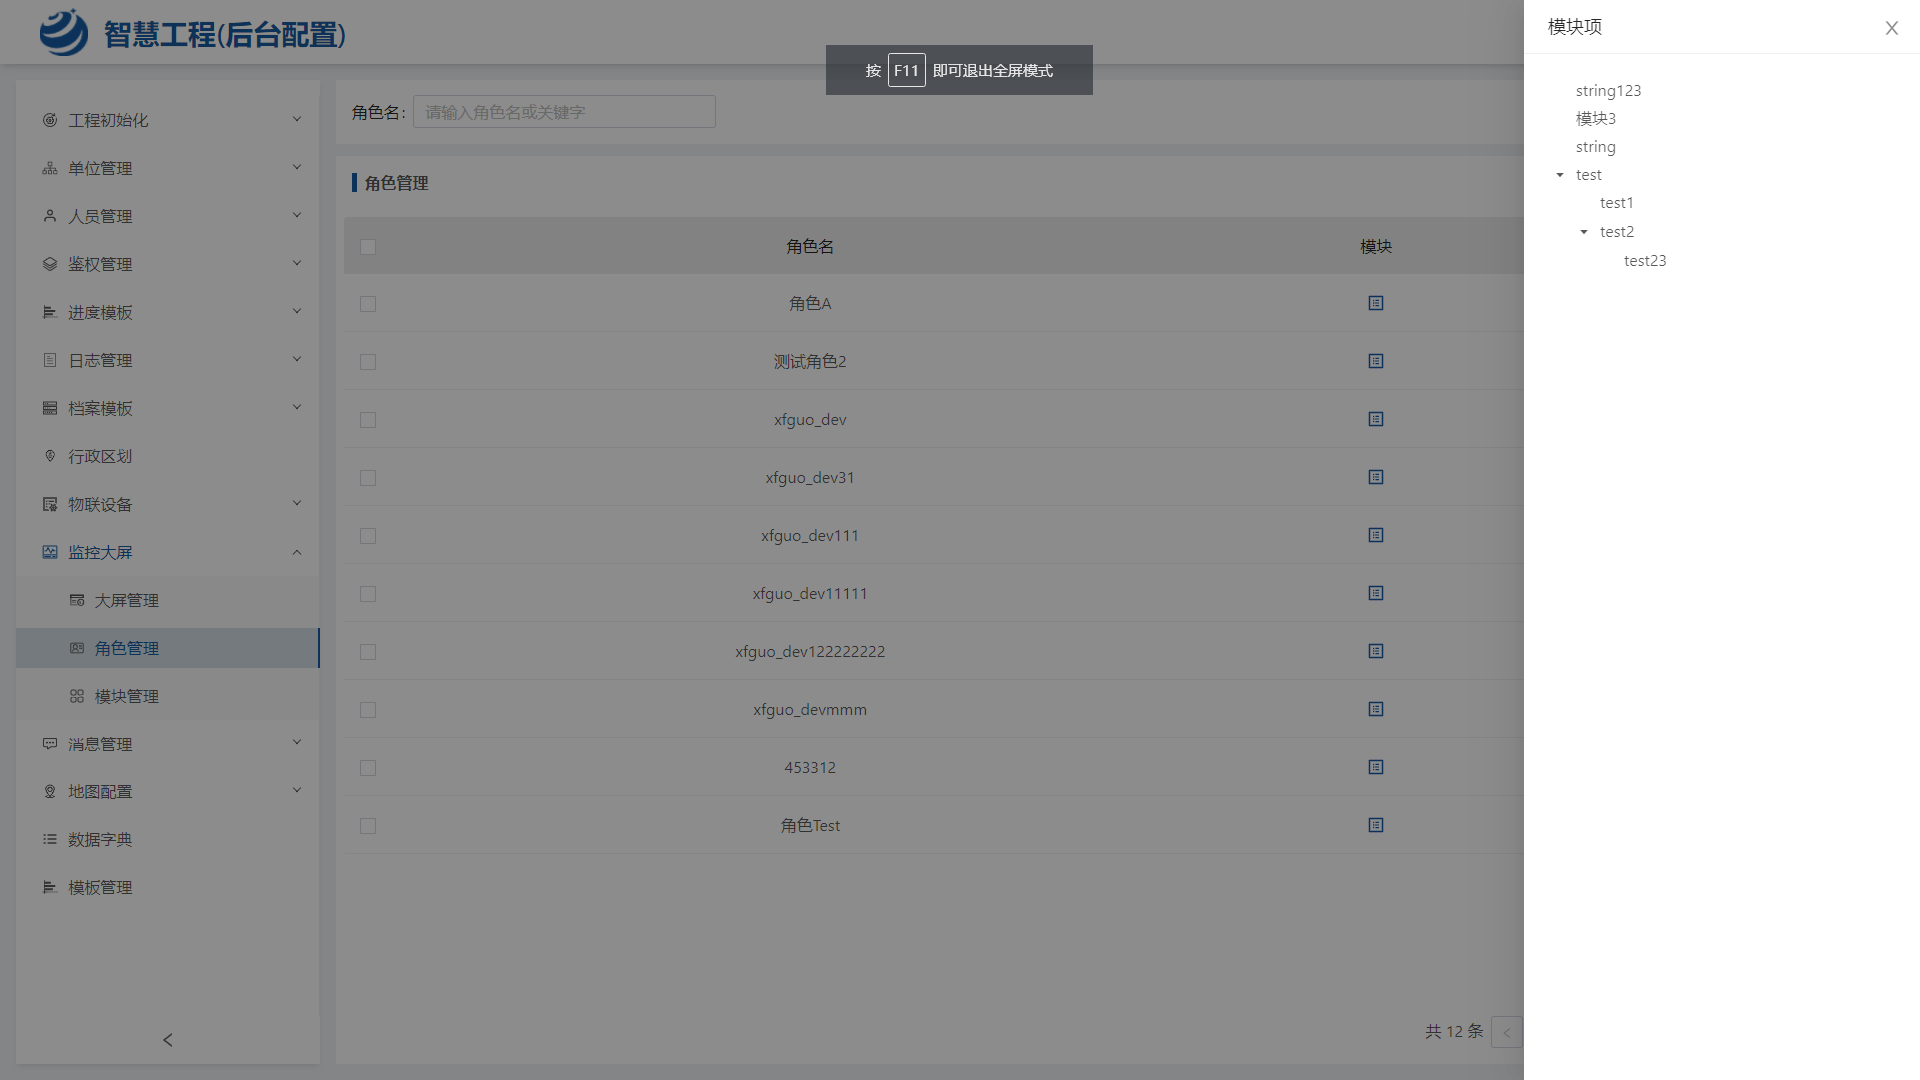 智慧工程(后台配置)
按 F11 即可退出全屏模式
工程初始化
单位管理
人员管理
鉴权管理
进度模板
日志管理
档案模板
行政区划
物联设备
监控大屏
大屏管理
角色管理
模块管理
消息管理
地图配置
数据字典
模板管理
角色名: 请输入角色名或关键字
角色管理
角色名 模块
角色A
测试角色2
xfguo_dev
xfguo_dev31
xfguo_dev111
xfguo_dev11111
xfguo_dev122222222
xfguo_devmmm
453312
角色Test
共 12 条
模块项
string123
模块3
string
test
test1
test2
test23